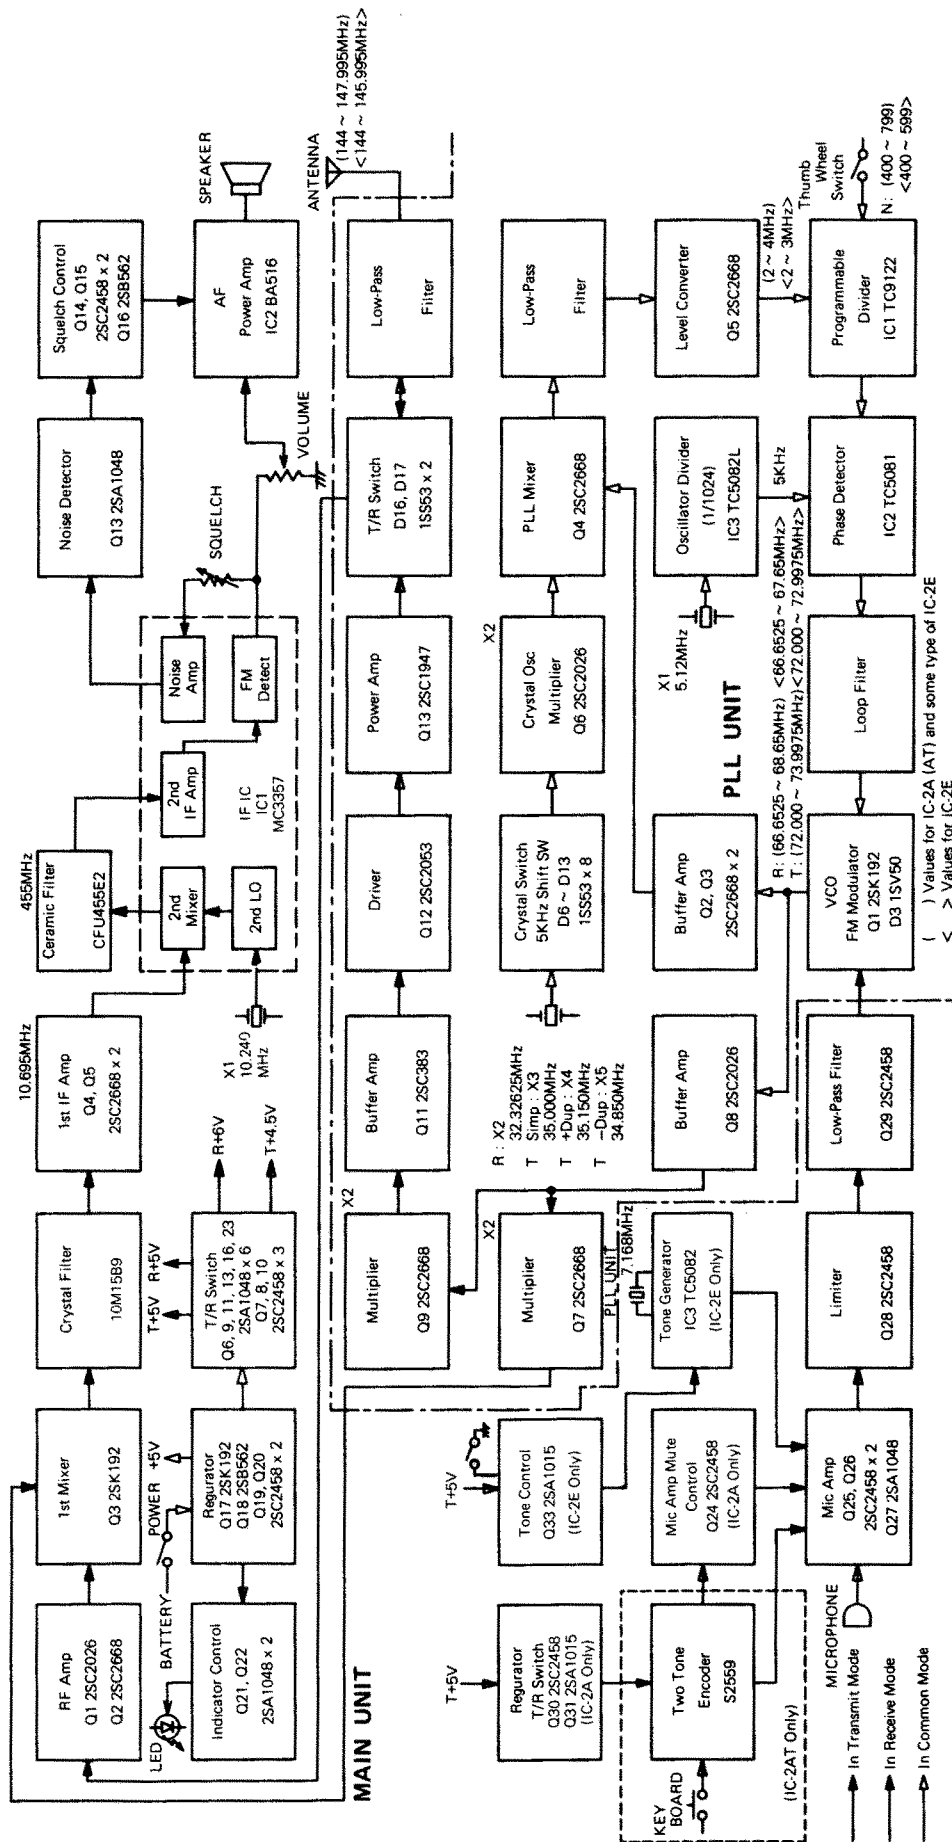 RF Amp
Q1 2SC2026
Q2 2SC2668
1st Mixer
Q3 2SK192
Crystal Filter
10M15B9
10.695MHz
1st IF Amp
Q4, Q5
2SC2668 x 2
455MHz
Ceramic Filter
CFU455E2
2nd
Mixer
2nd LO
2nd
IF Amp
IF IC
IC1
MC3357
Noise
Amp
FM
Detect
X1
10.240
MHz
SQUELCH
VOLUME
Noise Detector
Q13 2SA1048
Squelch Control
Q14, Q15
2SC2458 x 2
Q16 2SB562
AF
Power Amp
IC2 BA516
SPEAKER
LED
BATTERY
POWER
+5V
Indicator Control
Q21, Q22
2SA1048 x 2
Regurator
Q17 2SK192
Q18 2SB562
Q19, Q20
2SC2458 x 2
T+5V
R+5V
T/R Switch
Q6, 9, 11, 13, 16, 23
2SA1048 x 6
Q7, 8, 10
2SC2458 x 3
R+6V
T+4.5V
MAIN UNIT
X2
Multiplier
Q9 2SC2668
Buffer Amp
Q11 2SC383
Driver
Q12 2SC2053
Power Amp
Q13 2SC1947
T/R Switch
D16, D17
1SS53 x 2
Low-Pass
Filter
ANTENNA
(144 ~ 147.995MHz)
<144 ~ 145.995MHz>
X2
Multiplier
Q7 2SC2668
PLL UNIT
R : X2
32.32625MHz
T Simp : X3
35.000MHz
T +Dup : X4
35.150MHz
T −Dup : X5
34.850MHz
Crystal Switch
5KHz Shift SW
D6 ~ D13
1SS53 x 8
X2
Crystal Osc
Multiplier
Q6 2SC2026
PLL Mixer
Q4 2SC2668
Low-Pass
Filter
T+5V
Regurator
T/R Switch
Q30 2SC2458
Q31 2SA1015
(IC-2A Only)
T+5V
Tone Control
Q33 2SA1015
(IC-2E Only)
7.168MHz
Tone Generator
IC3 TC5082
(IC-2E Only)
Buffer Amp
Q8 2SC2026
Buffer Amp
Q2, Q3
2SC2668 x 2
X1
5.12MHz
Oscillator Divider
(1/1024)
IC3 TC5082L
5KHz
Level Converter
Q5 2SC2668
(2 ~ 4MHz)
<2 ~ 3MHz>
PLL UNIT
R: (66.6525 ~ 68.65MHz) <66.6525 ~ 67.65MHz>
T : (72.000 ~ 73.9975MHz) <72.000 ~ 72.9975MHz>
KEY
BOARD
Two Tone
Encoder
S2559
(IC-2AT Only)
Mic Amp Mute
Control
Q24 2SC2458
(IC-2A Only)
MICROPHONE
Mic Amp
Q25, Q26
2SC2458 x 2
Q27 2SA1048
Limiter
Q28 2SC2458
Low-Pass Filter
Q29 2SC2458
VCO
FM Modulator
Q1 2SK192
D3 1SV50
Loop Filter
Phase Detector
IC2 TC5081
Programmable
Divider
IC1 TC9122
Thumb
Wheel
Switch
N: (400 ~ 799)
<400 ~ 599>
In Transmit Mode
In Receive Mode
In Common Mode
( ) Values for IC-2A (AT) and some type of IC-2E
< > Values for IC-2E